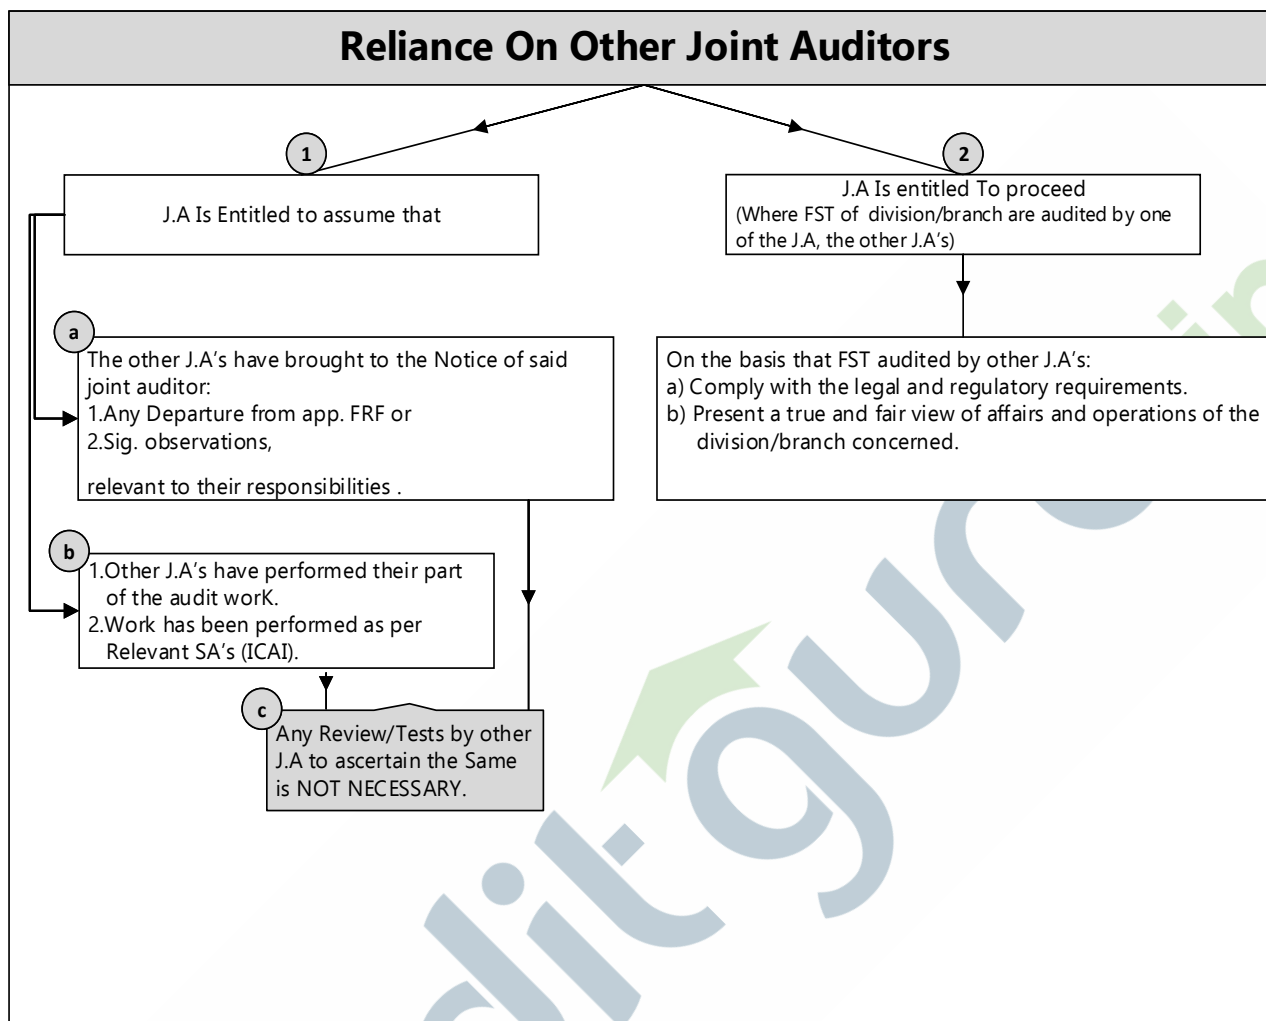 Reliance On Other Joint Auditors
1
2
J.A Is Entitled to assume that
J.A Is entitled To proceed
(Where FST of division/branch are audited by one
of the J.A, the other J.A's)
a
The other J.A's have brought to the Notice of said
joint auditor:
1.Any Departure from app. FRF or
2.Sig. observations,
relevant to their responsibilities .
On the basis that FST audited by other J.A's:
a) Comply with the legal and regulatory requirements.
b) Present a true and fair view of affairs and operations of the
division/branch concerned.
b
1.Other J.A's have performed their part
of the audit worK.
2.Work has been performed as per
Relevant SA's (ICAI).
c
Any Review/Tests by other
J.A to ascertain the Same
is NOT NECESSARY.